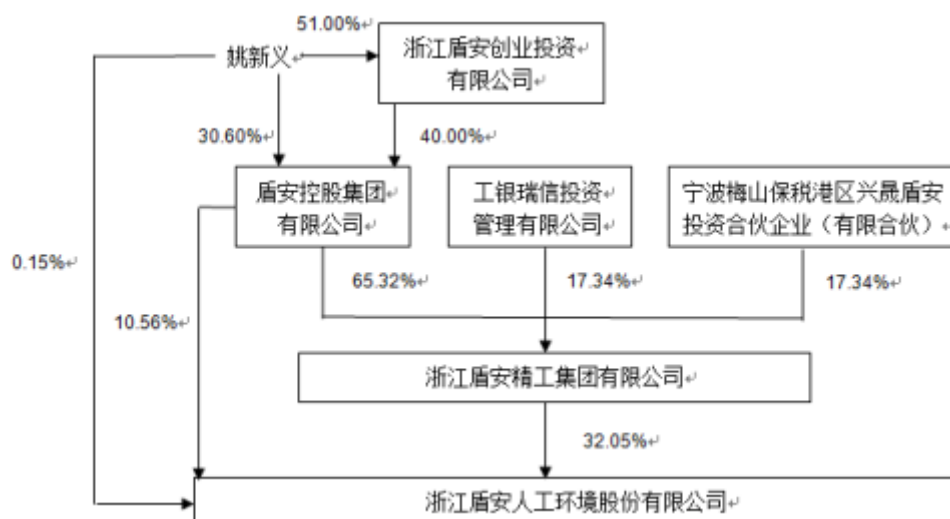 51.00%
姚新义
浙江盾安创业投资
有限公司
30.60%
40.00%
盾安控股集团
有限公司
工银瑞信投资
管理有限公司
宁波梅山保税港区兴晟盾安
投资合伙企业（有限合伙）
0.15%
65.32%
17.34%
17.34%
10.56%
浙江盾安精工集团有限公司
32.05%
浙江盾安人工环境股份有限公司